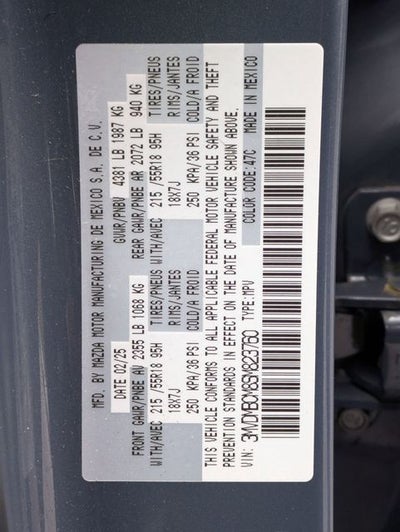 MFD. BY MAZDA MOTOR MANUFACTURING DE MEXICO S.A. DE C.V.
DATE 02/25 GVWR/PNBV 4381 LB 1987 KG
FRONT GAWR/PNBE AV 2355 LB 1068 KG REAR GAWR/PNBE AR 2072 LB 940 KG
WITH/AVEC 215 /55R18 95H TIRES/PNEUS WITH/AVEC 215 /55R18 95H TIRES/PNEUS
18X7J RIMS/JANTES 18X7J RIMS/JANTES
250 KPA/36 PSI COLD/A FROID 250 KPA/36 PSI COLD/A FROID
THIS VEHICLE CONFORMS TO ALL APPLICABLE FEDERAL MOTOR VEHICLE SAFETY AND THEFT
PREVENTION STANDARDS IN EFFECT ON THE DATE OF MANUFACTURE SHOWN ABOVE.
VIN: 3MVDMBCMXSM823760 TYPE:MPV COLOR CODE:47C MADE IN MEXICO